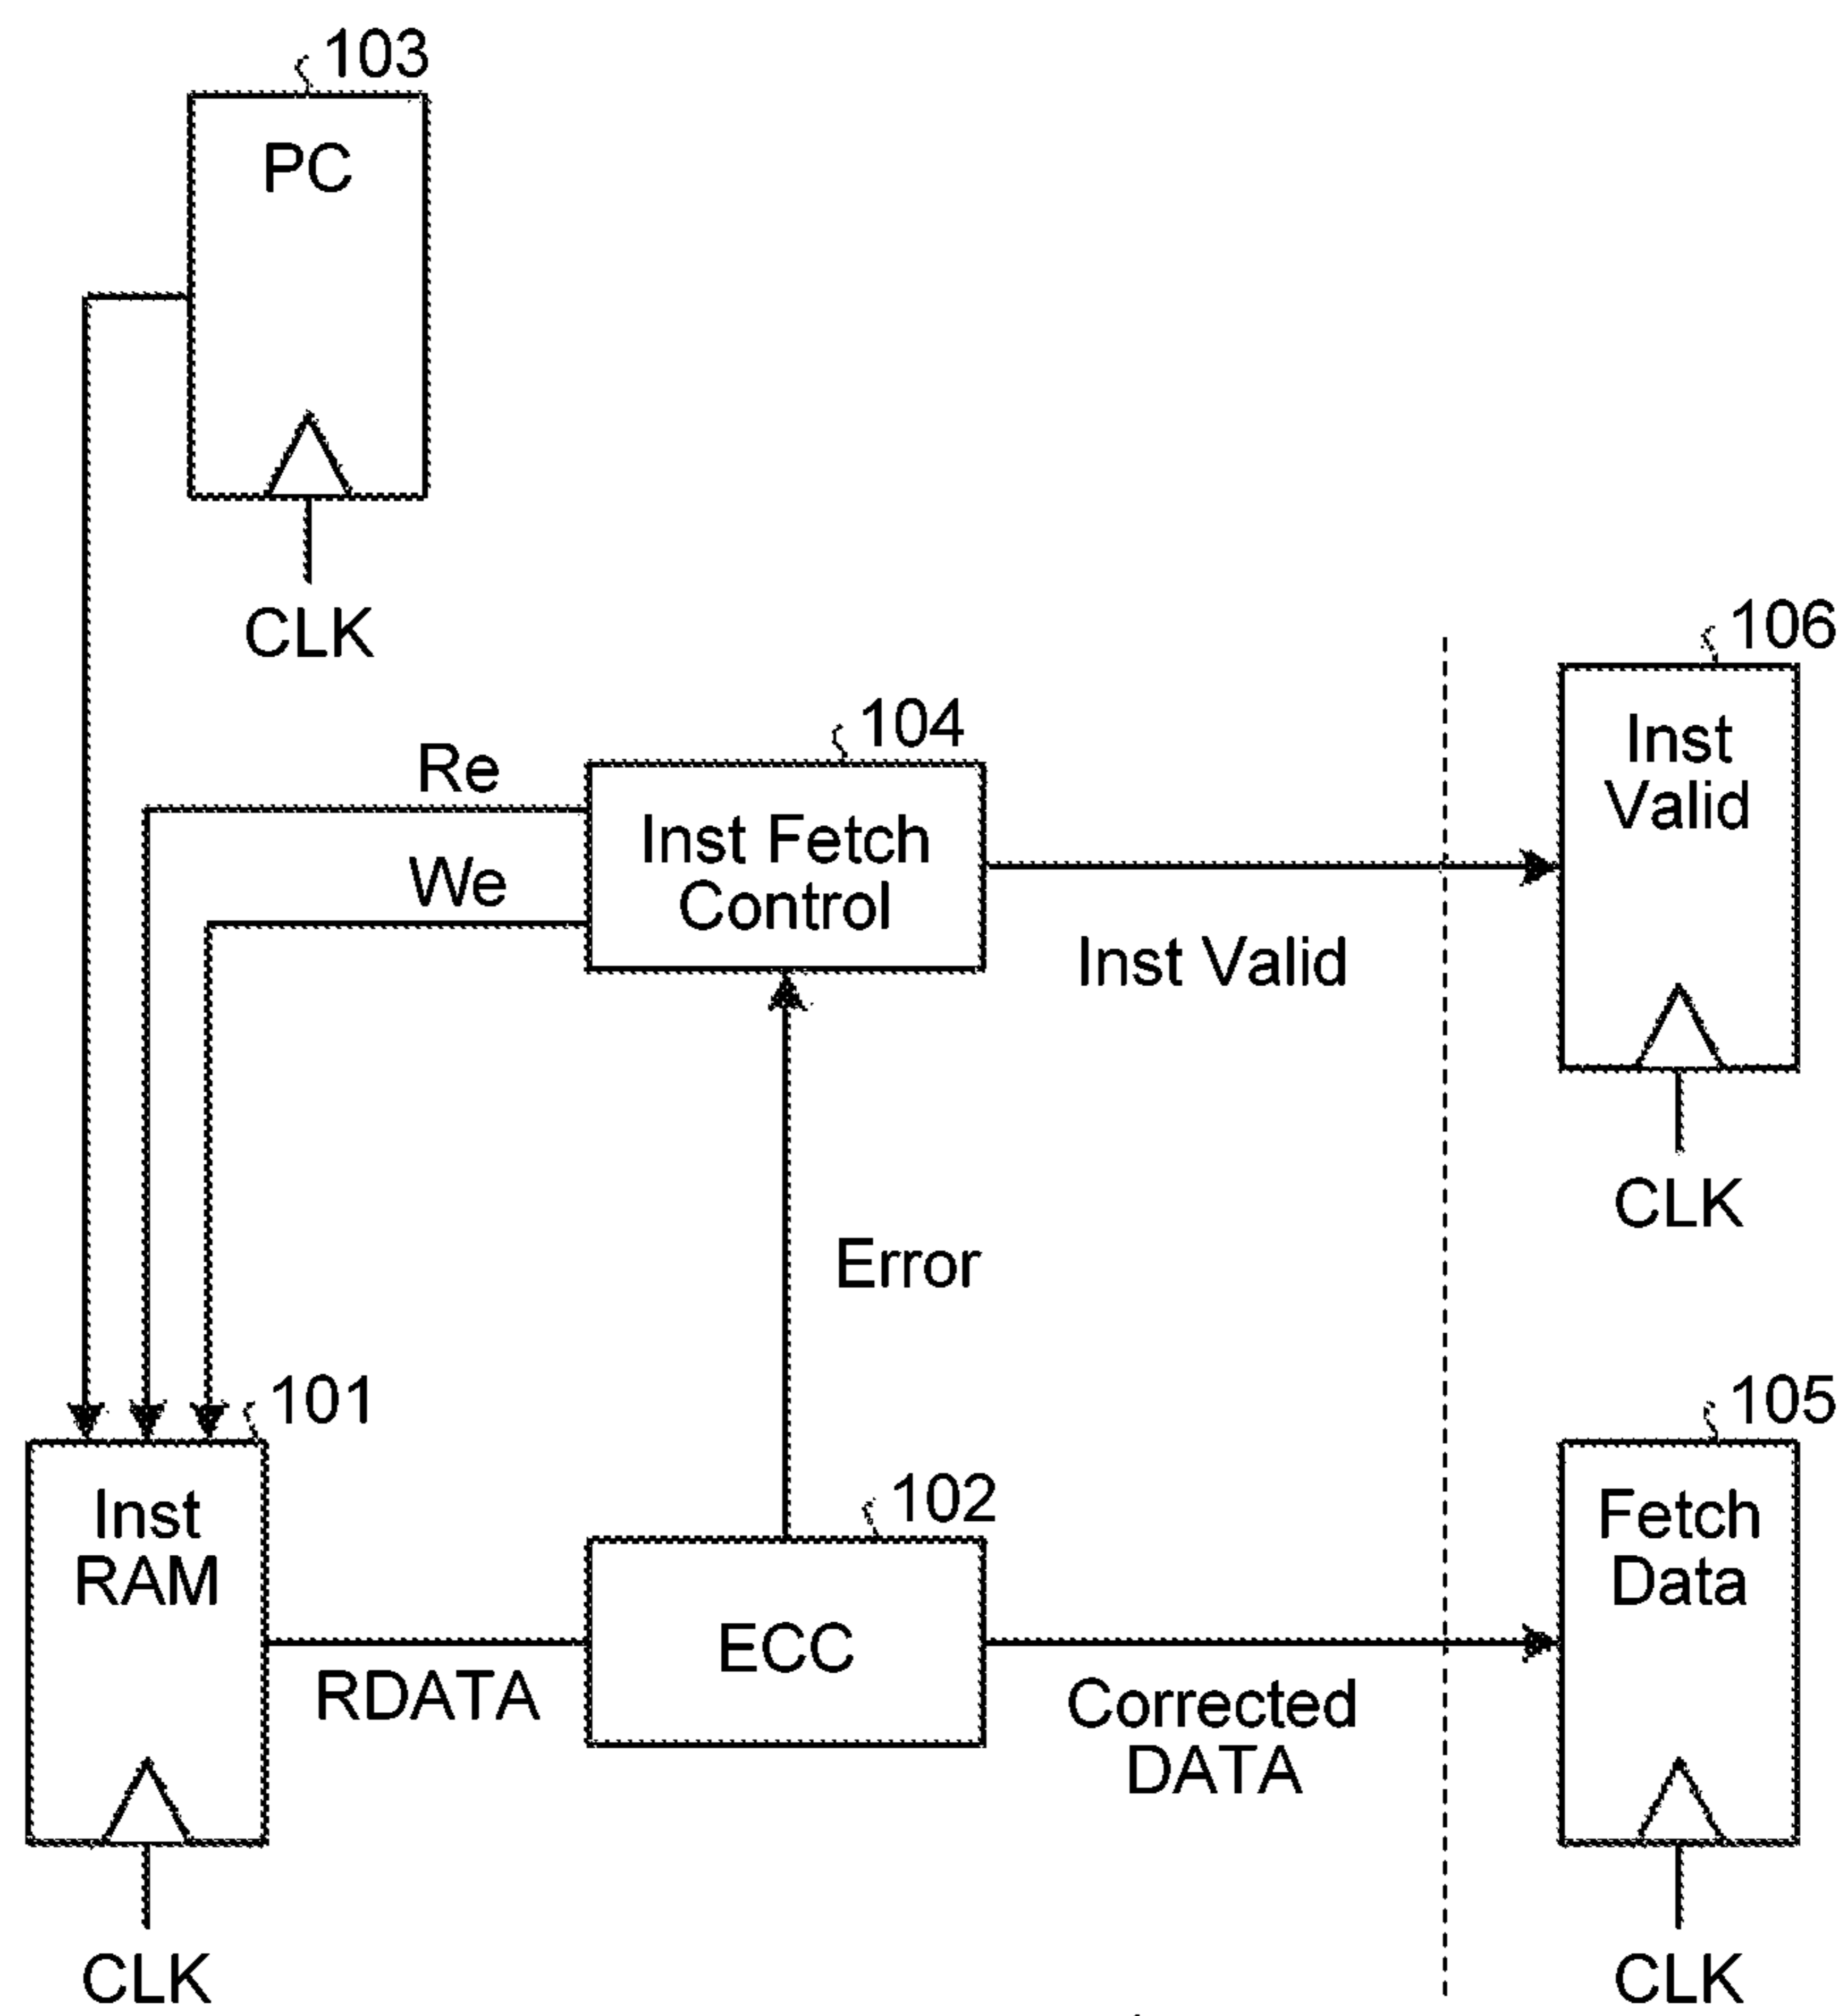 103
PC
CLK
106
Inst
Valid
CLK
104
Re
We
Inst Fetch
Control
Inst Valid
Error
101
Inst
RAM
CLK
RDATA
102
ECC
Corrected
DATA
105
Fetch
Data
CLK